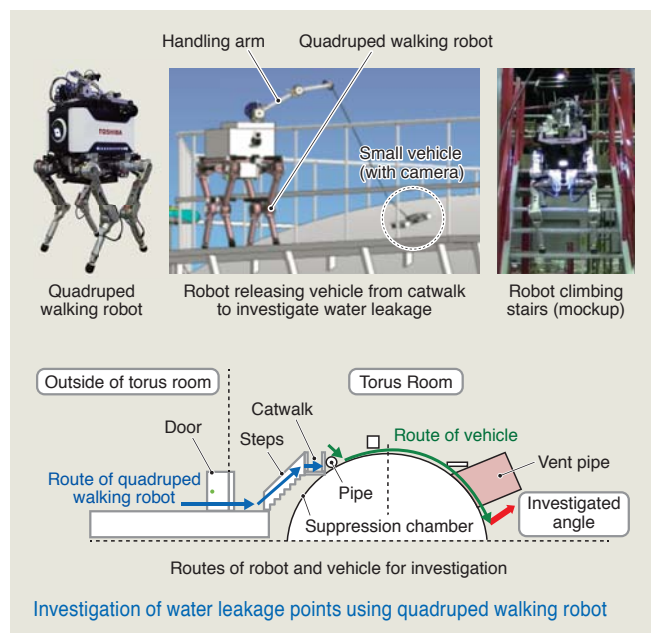 Handling arm
Quadruped walking robot
TOSHIBA
Small vehicle
(with camera)
Quadruped
walking robot
Robot releasing vehicle from catwalk
to investigate water leakage
Robot climbing
stairs (mockup)
Outside of torus room
Torus Room
Door
Steps
Catwalk
Route of vehicle
Route of quadruped
walking robot
Pipe
Vent pipe
Suppression chamber
Investigated
angle
Routes of robot and vehicle for investigation
Investigation of water leakage points using quadruped walking robot